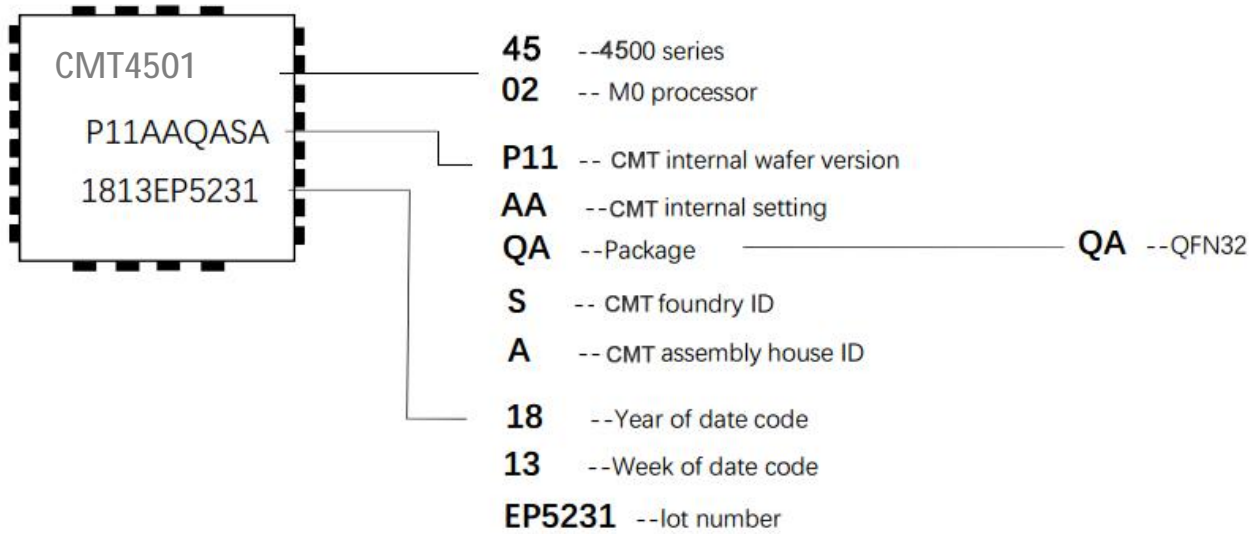 CMT4501
P11AAQASA
1813EP5231
45 --4500 series
02 -- M0 processor
P11 -- CMT internal wafer version
AA --CMT internal setting
QA --Package
QA --QFN32
S -- CMT foundry ID
A -- CMT assembly house ID
18 --Year of date code
13 --Week of date code
EP5231 --lot number